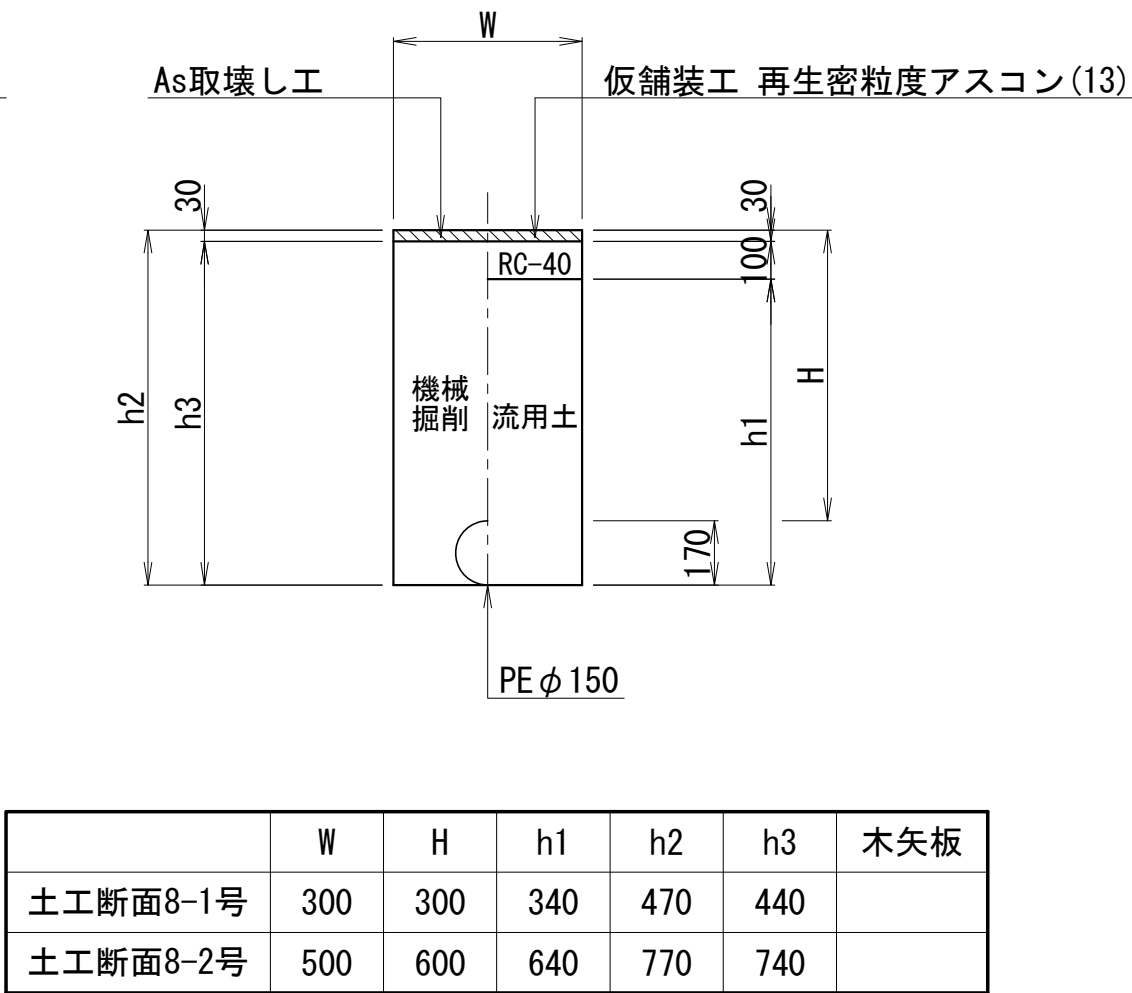 W
As取壊し工
仮舗装工 再生密粒度アスコン(13)
30
30
RC-40
100
h2
h3
機械
掘削
流用土
H
h1
170
PEφ150
W H h1 h2 h3 木矢板
土工断面8-1号 300 300 340 470 440
土工断面8-2号 500 600 640 770 740